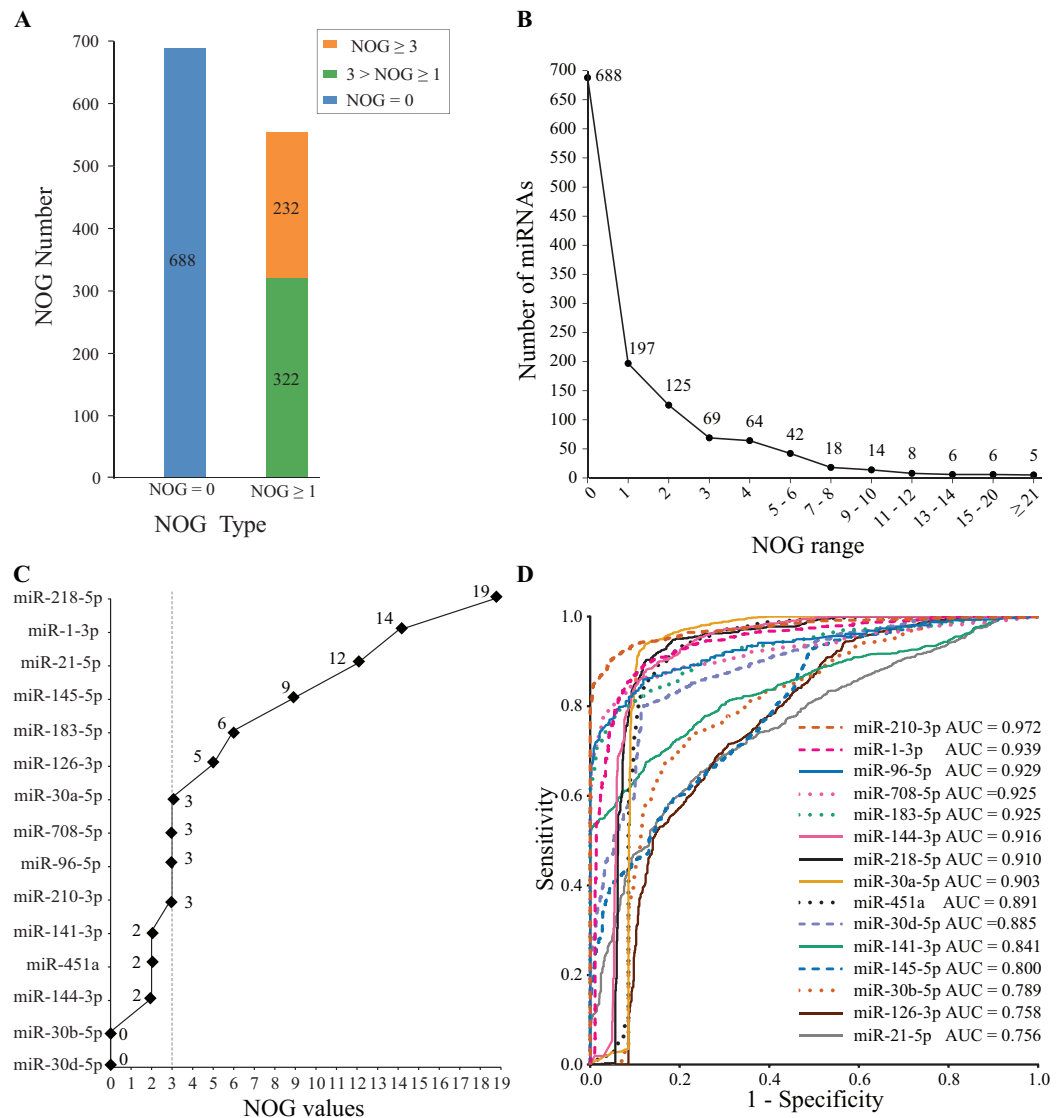 A
NOG Number
700
600
500
400
300
200
100
0
NOG ≥ 3
3 > NOG ≥ 1
NOG = 0
688
232
322
NOG = 0
NOG ≥ 1
NOG Type
B
Number of miRNAs
700
650
600
550
500
450
400
350
300
250
200
150
100
50
0
688
197
125
69
64
42
18
14
8
6
6
5
0
1
2
3
4
5 - 6
7 - 8
9 - 10
11 - 12
13 - 14
15 - 20
≥ 21
NOG range
C
miR-218-5p
miR-1-3p
miR-21-5p
miR-145-5p
miR-183-5p
miR-126-3p
miR-30a-5p
miR-708-5p
miR-96-5p
miR-210-3p
miR-141-3p
miR-451a
miR-144-3p
miR-30b-5p
miR-30d-5p
19
14
12
9
6
5
3
3
3
3
2
2
2
0
0
0 1 2 3 4 5 6 7 8 9 10 11 12 13 14 15 16 17 18 19
NOG values
D
Sensitivity
1.0
0.8
0.6
0.4
0.2
0.0
miR-210-3p AUC = 0.972
miR-1-3p AUC = 0.939
miR-96-5p AUC = 0.929
miR-708-5p AUC =0.925
miR-183-5p AUC = 0.925
miR-144-3p AUC = 0.916
miR-218-5p AUC = 0.910
miR-30a-5p AUC = 0.903
miR-451a AUC = 0.891
miR-30d-5p AUC =0.885
miR-141-3p AUC = 0.841
miR-145-5p AUC = 0.800
miR-30b-5p AUC = 0.789
miR-126-3p AUC = 0.758
miR-21-5p AUC = 0.756
0.0 0.2 0.4 0.6 0.8 1.0
1 - Specificity